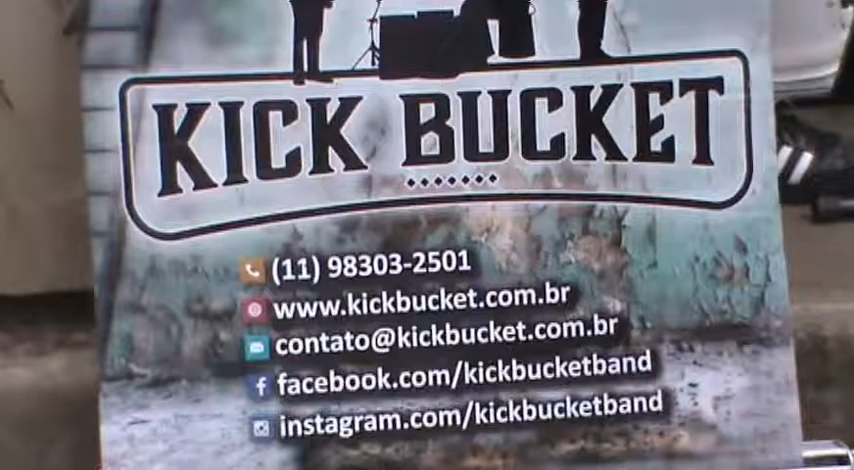 KICK BUCKET
(11) 98303-2501
www.kickbucket.com.br
contato@kickbucket.com.br
facebook.com/kickbucketband
instagram.com/kickbucketband